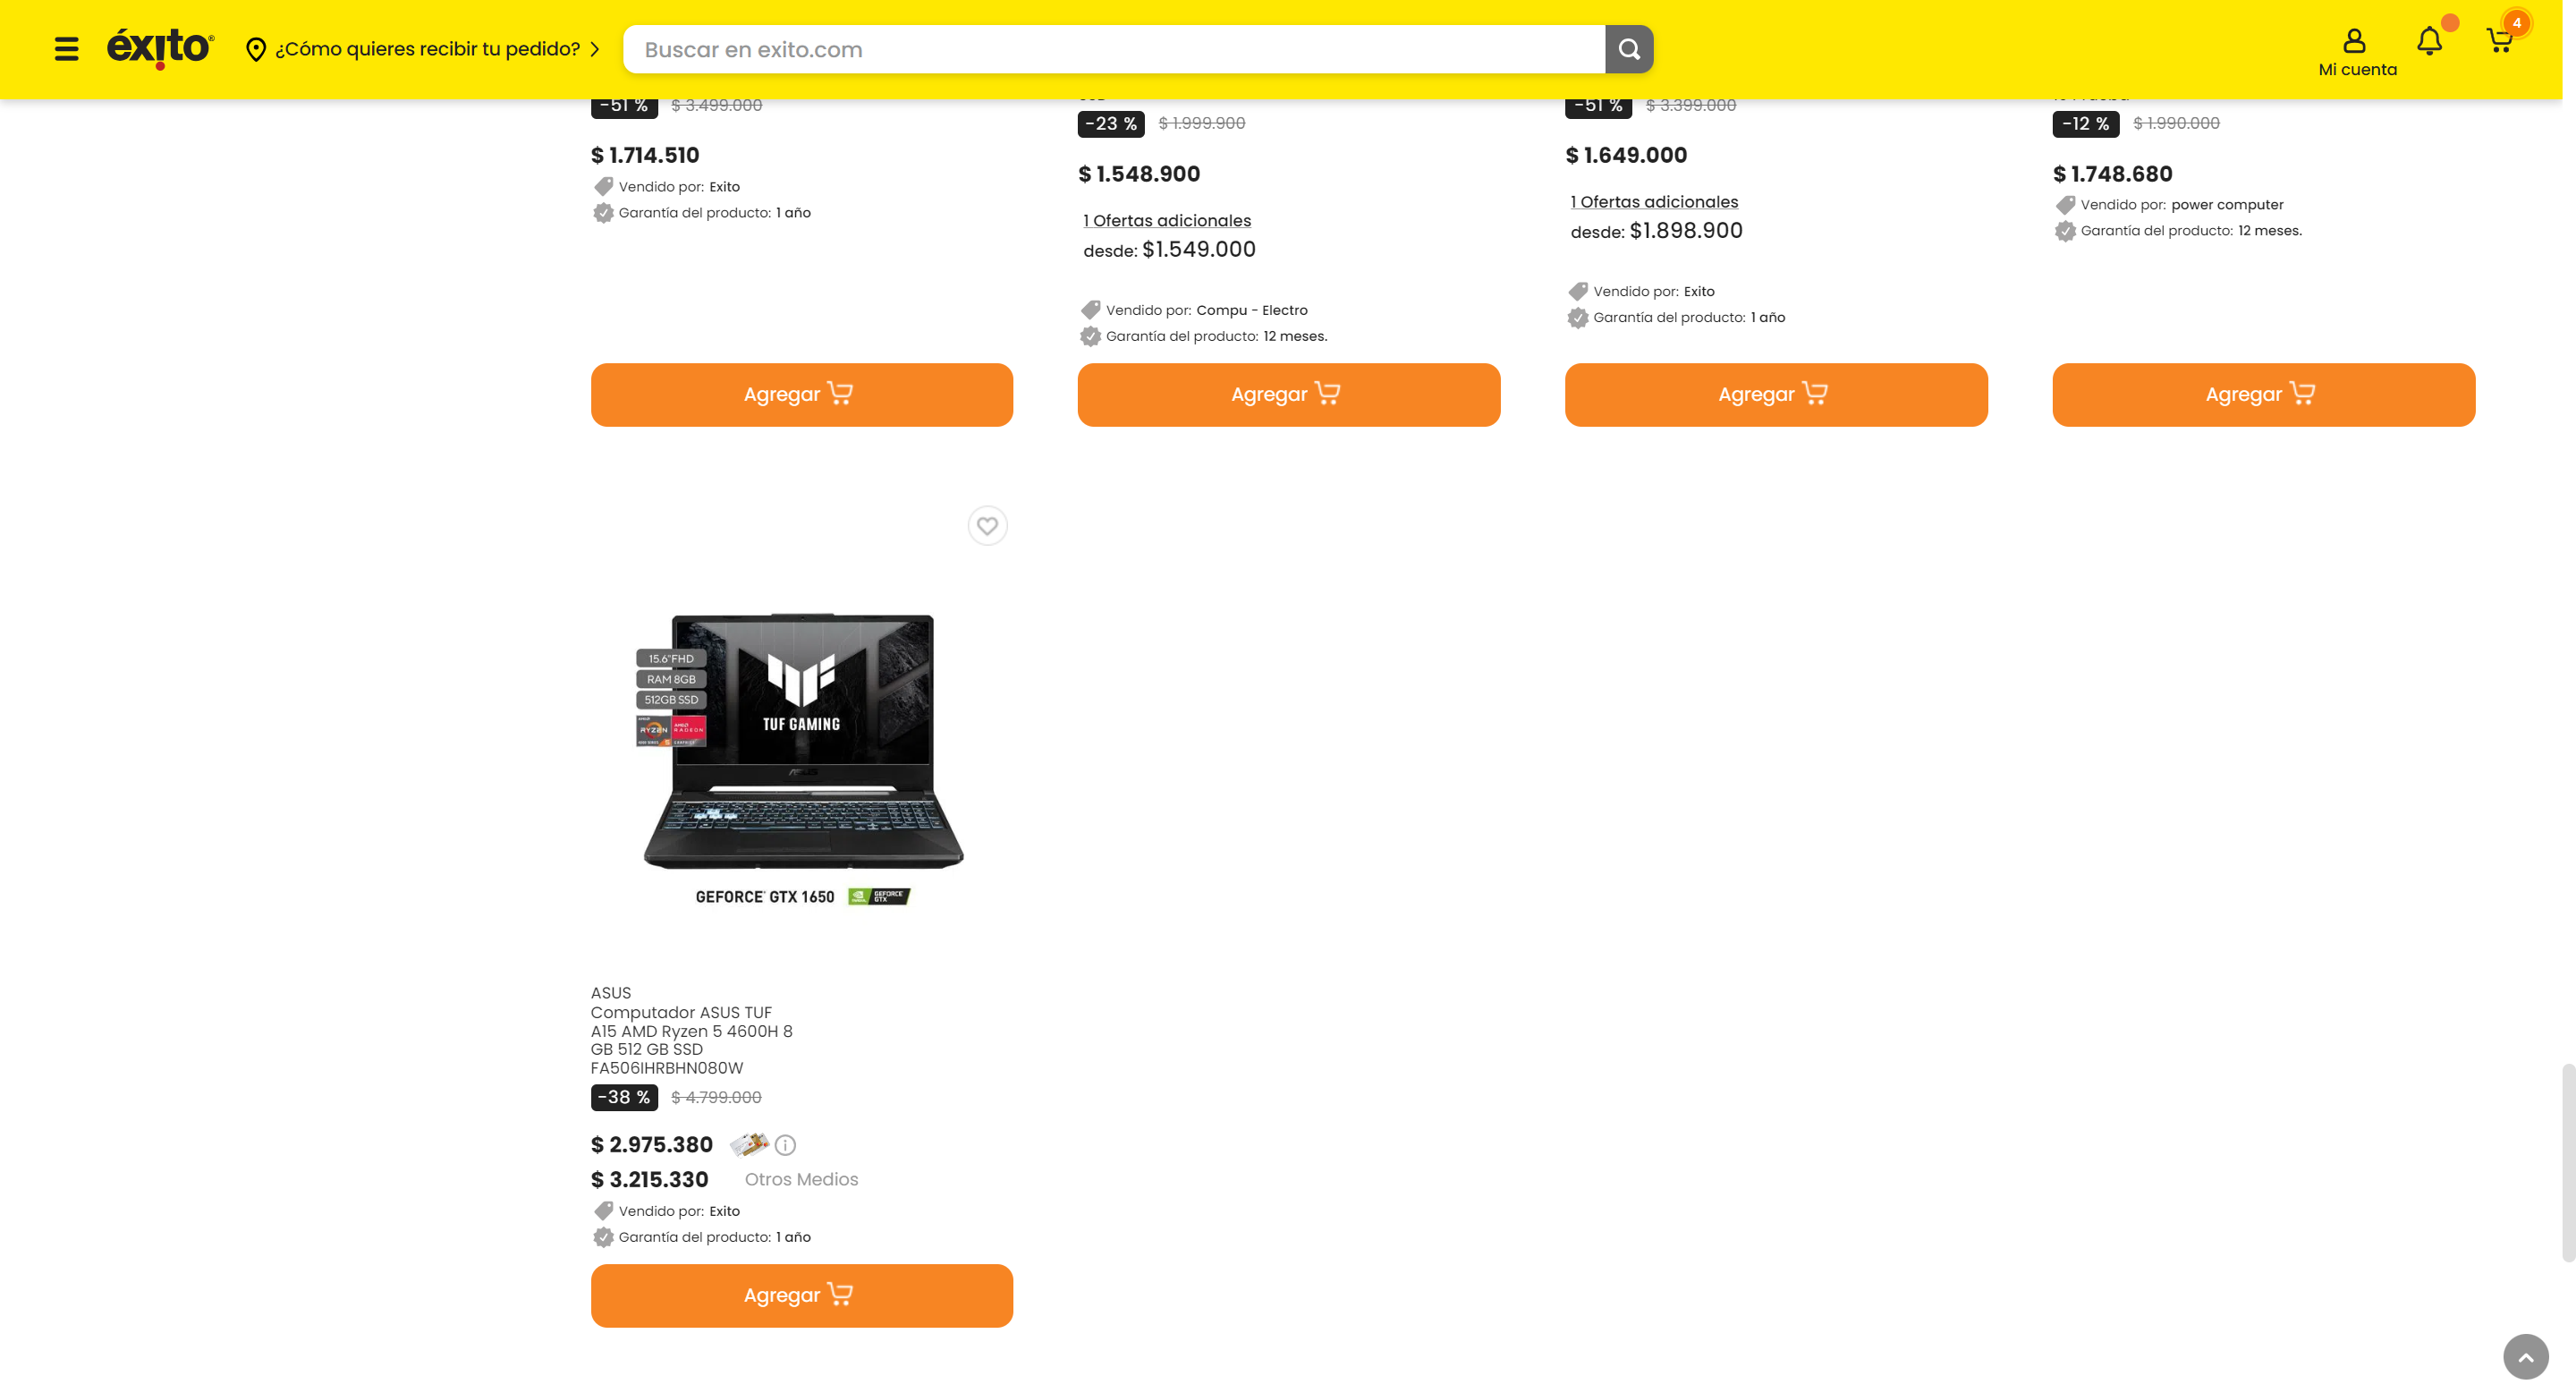 éxito
¿Cómo quieres recibir tu pedido?
Buscar en exito.com
Mi cuenta
4
-51 % $ 3.499.000
$ 1.714.510
Vendido por: Exito
Garantía del producto: 1 año
Agregar
-23 % $ 1.999.900
$ 1.548.900
1 Ofertas adicionales
desde: $1.549.000
Vendido por: Compu - Electro
Garantía del producto: 12 meses.
Agregar
-51 % $ 3.399.000
$ 1.649.000
1 Ofertas adicionales
desde: $1.898.900
Vendido por: Exito
Garantía del producto: 1 año
Agregar
-12 % $ 1.990.000
$ 1.748.680
Vendido por: power computer
Garantía del producto: 12 meses.
Agregar
15.6"FHD
RAM 8GB
512GB SSD
RYZEN
RADEON
TUF GAMING
GEFORCE GTX 1650
GEFORCE
GTX
ASUS
Computador ASUS TUF
A15 AMD Ryzen 5 4600H 8
GB 512 GB SSD
FA506IHRBHN080W
-38 % $ 4.799.000
$ 2.975.380
$ 3.215.330 Otros Medios
Vendido por: Exito
Garantía del producto: 1 año
Agregar